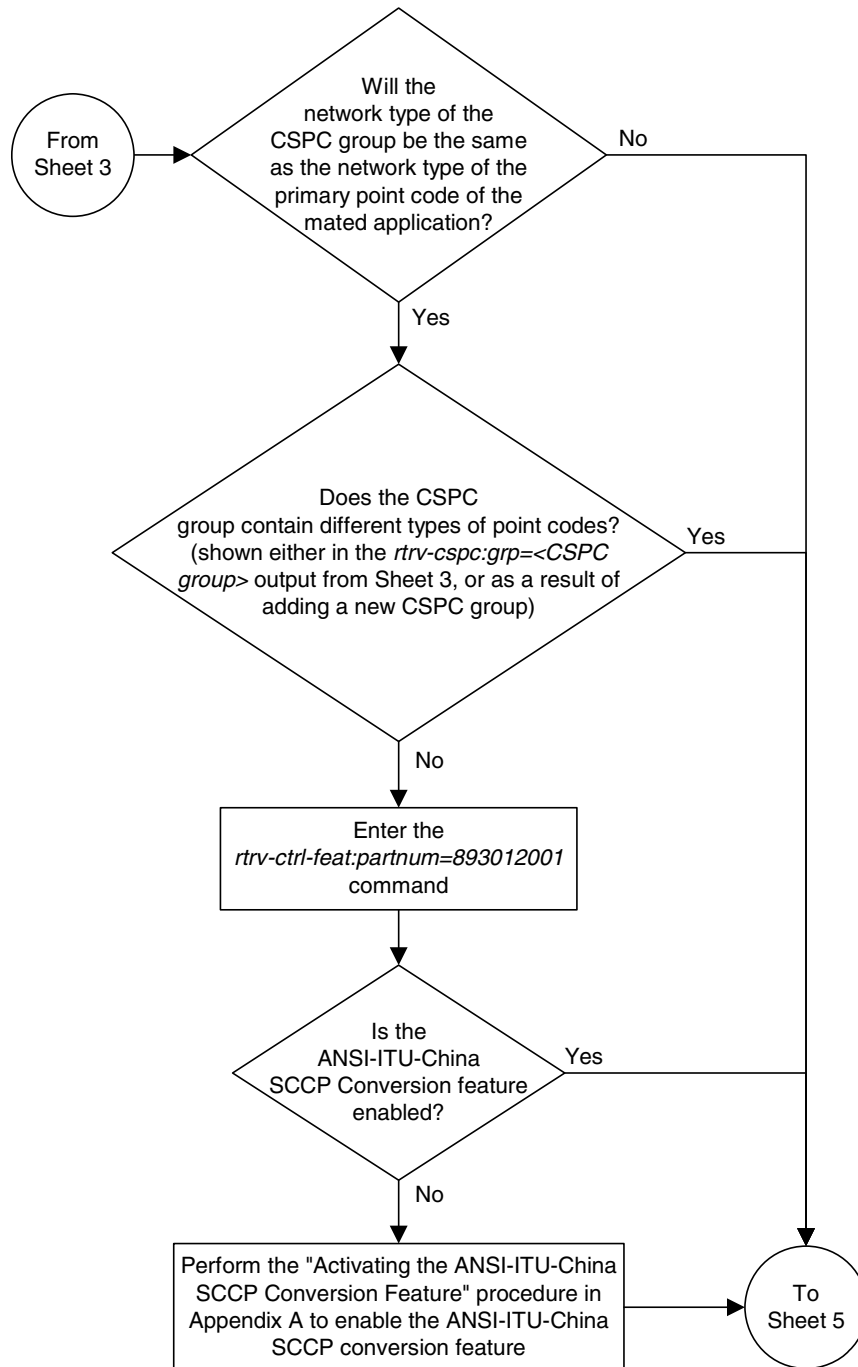 From
Sheet 3
Will the
network type of the
CSPC group be the same
as the network type of the
primary point code of the
mated application?
No
Yes
Does the CSPC
group contain different types of point codes?
(shown either in the rtrv-cspc:grp=<CSPC
group> output from Sheet 3, or as a result of
adding a new CSPC group)
Yes
No
Enter the
rtrv-ctrl-feat:partnum=893012001
command
Is the
ANSI-ITU-China
SCCP Conversion feature
enabled?
Yes
No
Perform the "Activating the ANSI-ITU-China
SCCP Conversion Feature" procedure in
Appendix A to enable the ANSI-ITU-China
SCCP conversion feature
To
Sheet 5